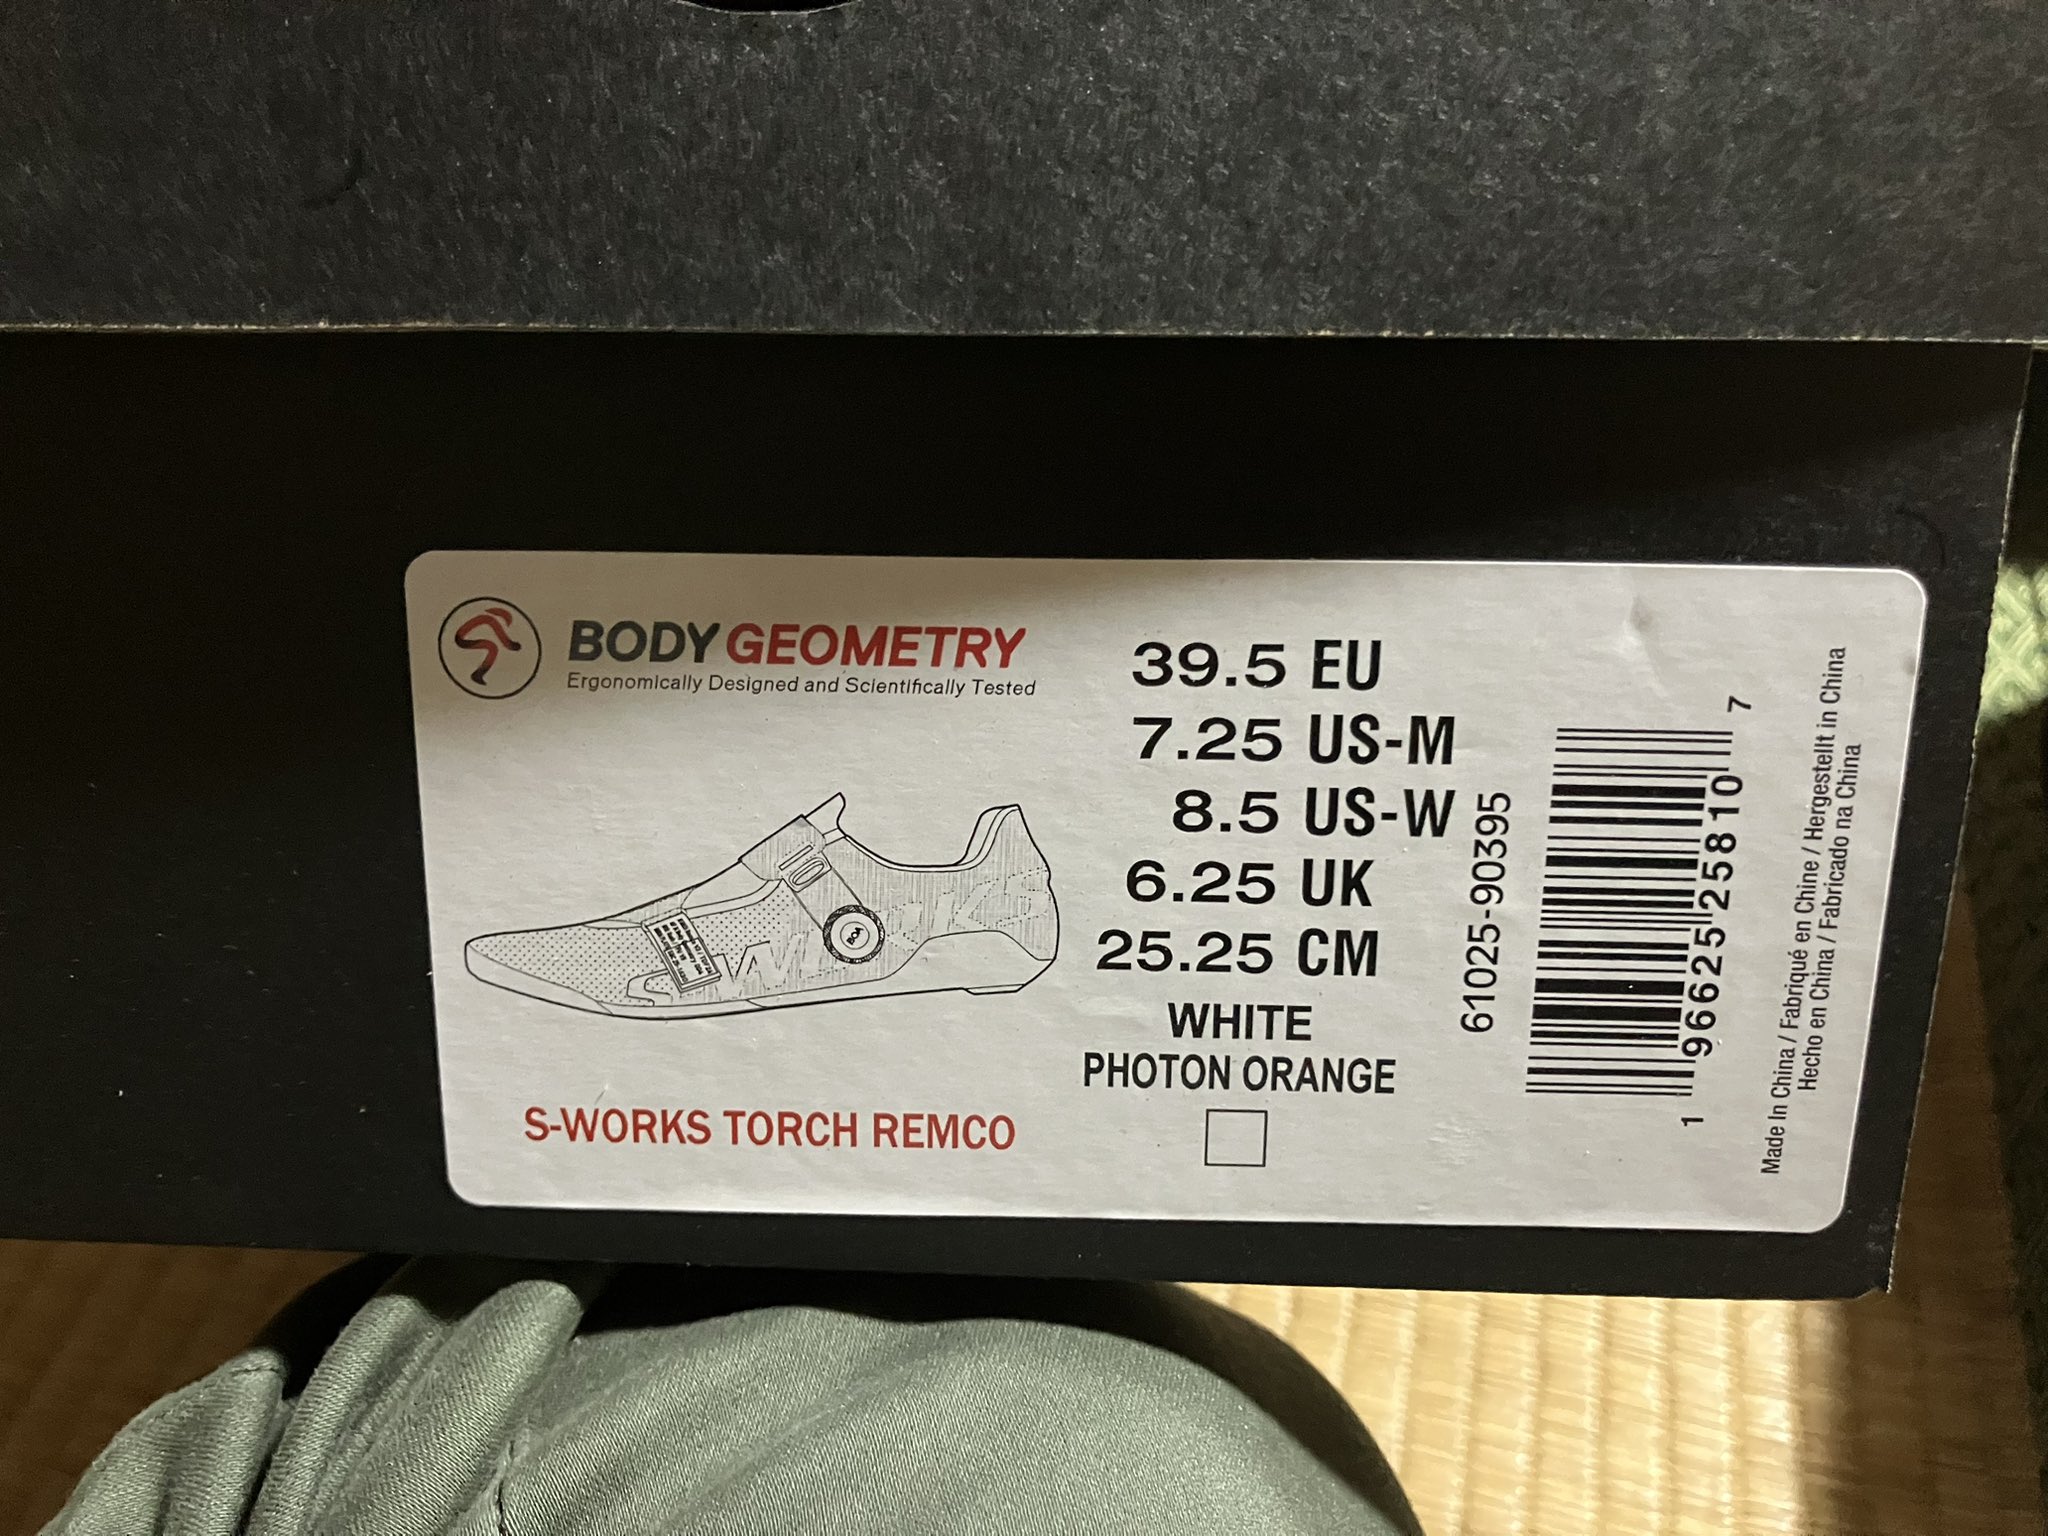 BODY GEOMETRY
Ergonomically Designed and Scientifically Tested
39.5 EU
7.25 US-M
8.5 US-W
6.25 UK
25.25 CM
WHITE
PHOTON ORANGE
BOA
S-WORKS TORCH REMCO
61025-90395
1 96625 25810 7
Made In China / Fabriqué en Chine / Hergestellt in China
Hecho en China / Fabricado na China